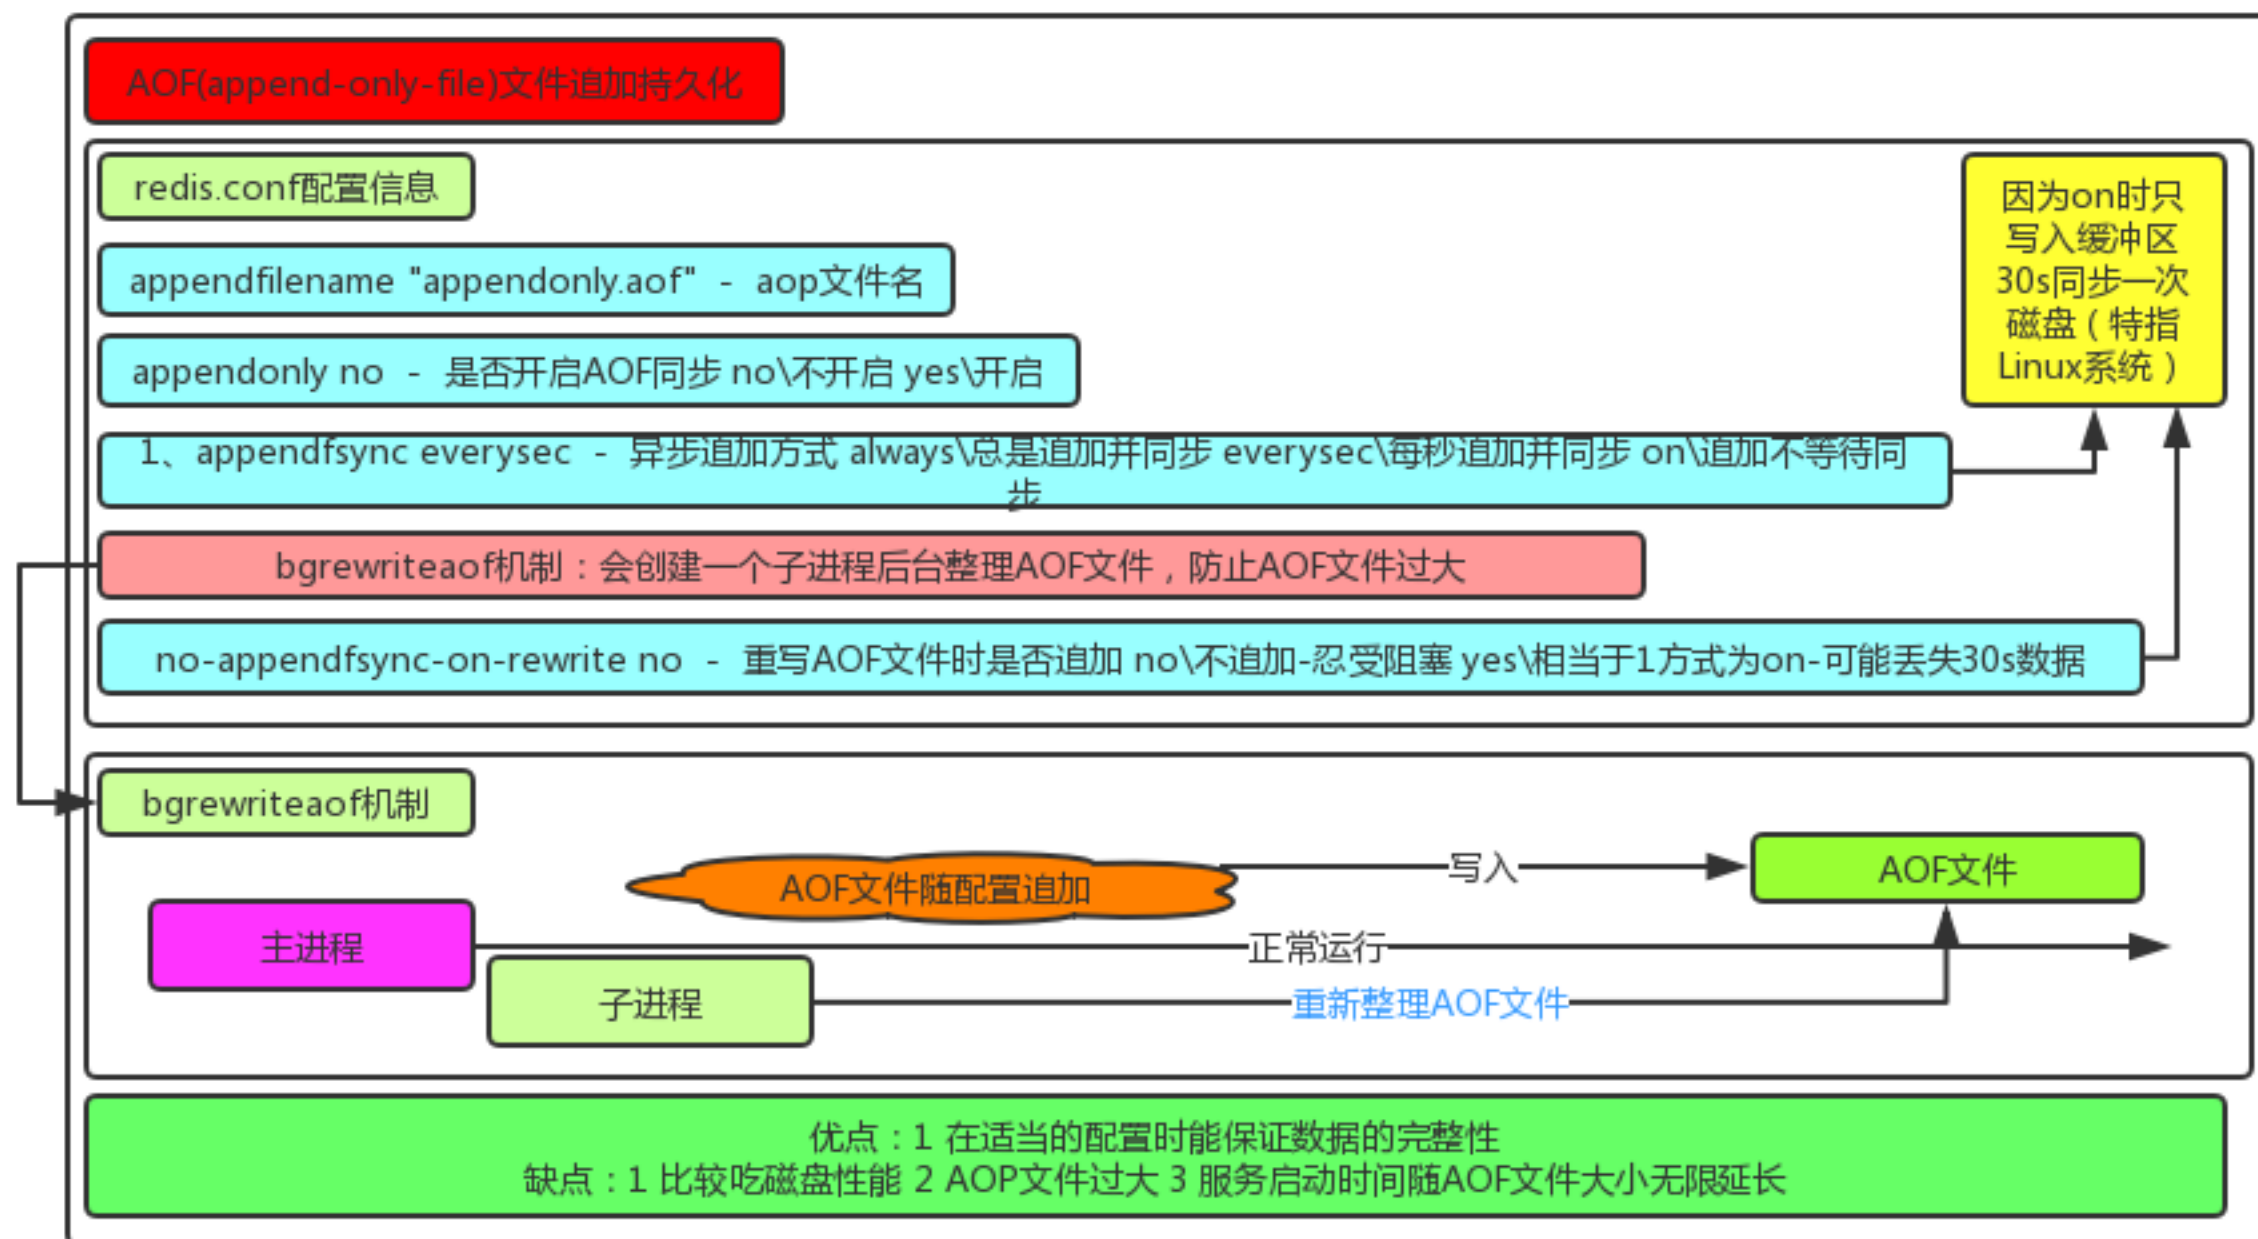 AOF(append-only-file)文件追加持久化
redis.conf配置信息
因为on时只
写入缓冲区
30s同步一次
磁盘（特指
Linux系统）
appendfilename "appendonly.aof" - aop文件名
appendonly no - 是否开启AOF同步 no\不开启 yes\开启
1、appendfsync everysec - 异步追加方式 always\总是追加并同步 everysec\每秒追加并同步 on\追加不等待同
步
bgrewriteaof机制：会创建一个子进程后台整理AOF文件，防止AOF文件过大
no-appendfsync-on-rewrite no - 重写AOF文件时是否追加 no\不追加-忍受阻塞 yes\相当于1方式为on-可能丢失30s数据
bgrewriteaof机制
AOF文件随配置追加
写入
AOF文件
主进程
正常运行
子进程
重新整理AOF文件
优点：1 在适当的配置时能保证数据的完整性
缺点：1 比较吃磁盘性能 2 AOP文件过大 3 服务启动时间随AOF文件大小无限延长